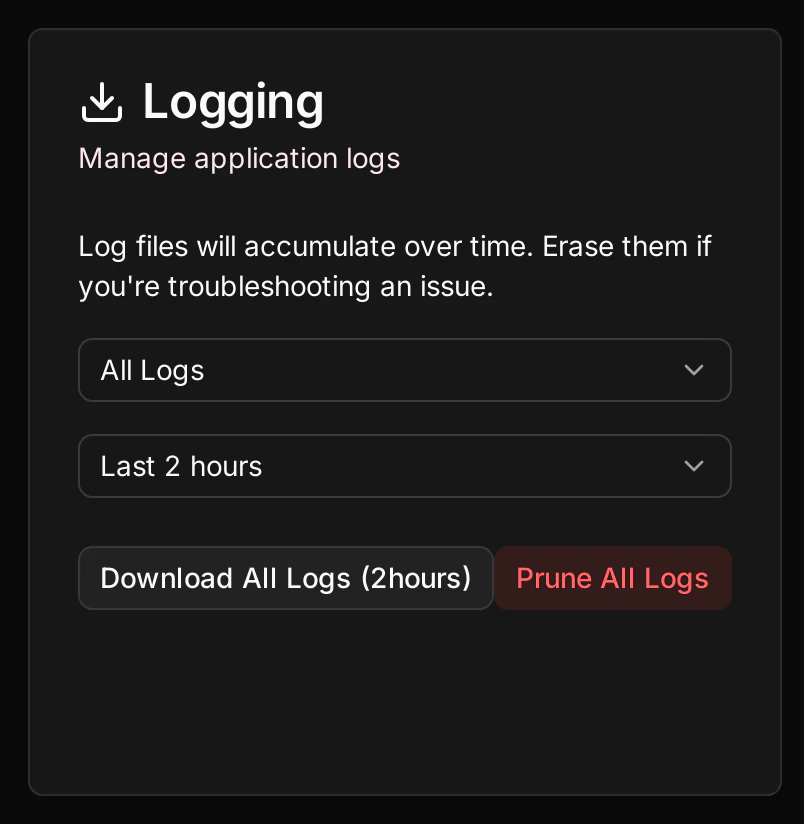 Logging
Manage application logs
Log files will accumulate over time. Erase them if
you're troubleshooting an issue.
All Logs
Last 2 hours
Download All Logs (2hours)
Prune All Logs